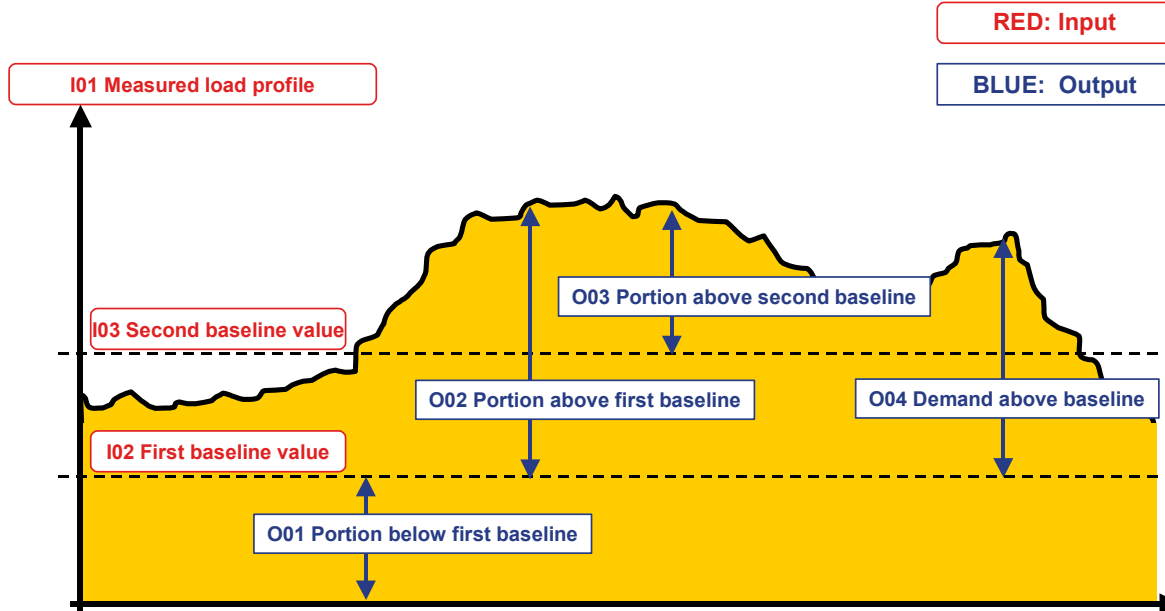 RED: Input
I01 Measured load profile
BLUE: Output
O03 Portion above second baseline
I03 Second baseline value
O02 Portion above first baseline
O04 Demand above baseline
I02 First baseline value
O01 Portion below first baseline